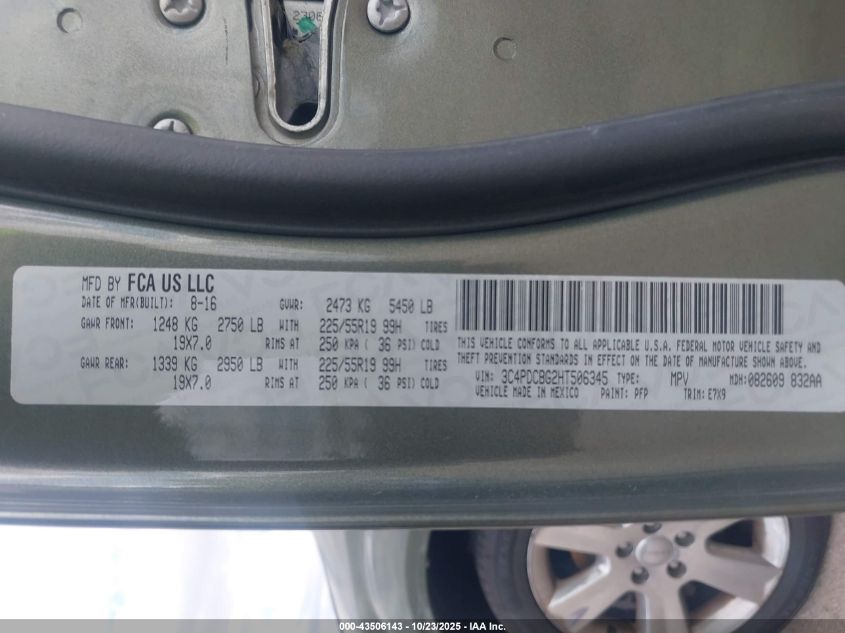 2306
MFD BY FCA US LLC
DATE OF MFR(BUILT): 8-16 GVWR: 2473 KG 5450 LB
GAWR FRONT: 1248 KG 2750 LB WITH 225/55R19 99H TIRES
19X7.0 RIMS AT 250 KPA ( 36 PSI) COLD
GAWR REAR: 1339 KG 2950 LB WITH 225/55R19 99H TIRES
19X7.0 RIMS AT 250 KPA ( 36 PSI) COLD
THIS VEHICLE CONFORMS TO ALL APPLICABLE U.S.A. FEDERAL MOTOR VEHICLE SAFETY AND
THEFT PREVENTION STANDARDS IN EFFECT ON THE DATE OF MANUFACTURE SHOWN ABOVE.
VIN: 3C4PDCBG2HT506345 TYPE: MPV MDH:082609 832AA
VEHICLE MADE IN MEXICO PAINT: PFP TRIM: E7X9
000-43506143 - 10/23/2025 - IAA Inc.